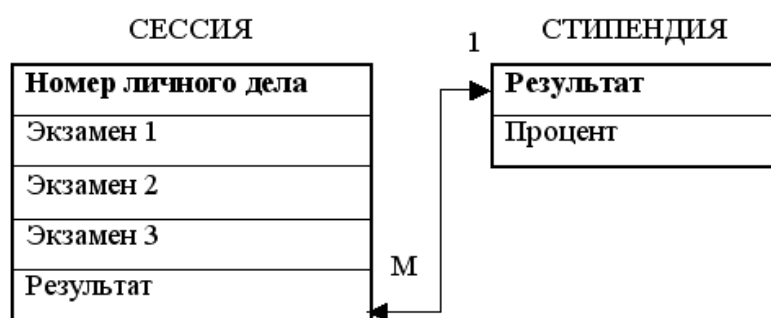 СЕССИЯ
Номер личного дела
Экзамен 1
Экзамен 2
Экзамен 3
Результат
М
1
СТИПЕНДИЯ
Результат
Процент